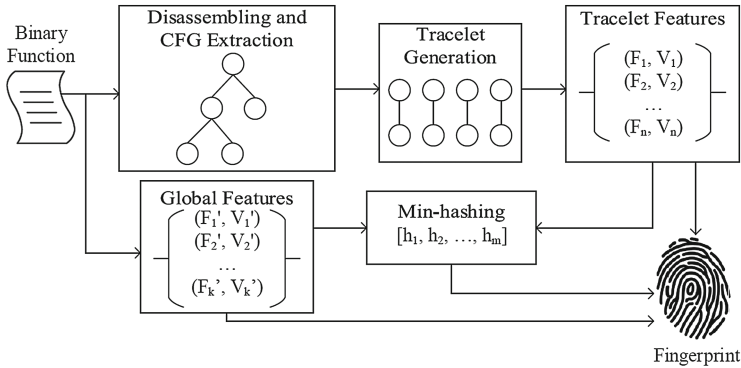 Binary
Function
Disassembling and
CFG Extraction
Tracelet
Generation
Tracelet Features
(F₁, V₁)
(F₂, V₂)
...
(Fₙ, Vₙ)
Global Features
(F₁', V₁')
(F₂', V₂')
...
(Fₖ’, Vₖ’)
Min-hashing
[h₁, h₂, ..., hₘ]
Fingerprint